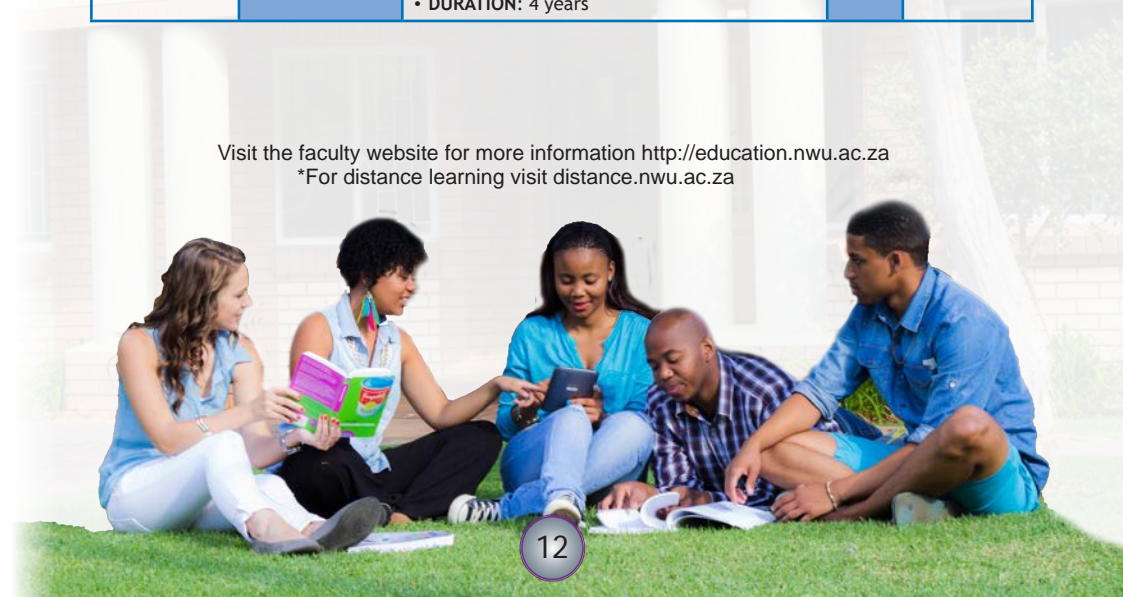 • DURATION: 4 years
Visit the faculty website for more information http://education.nwu.ac.za
*For distance learning visit distance.nwu.ac.za
12